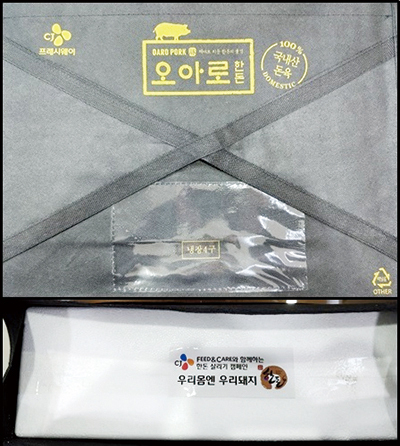 CJ
프레시웨이
OARO PORK
오아로
한돈
100%
국내산
돈육
DOMESTIC
냉장4구
OTHER
CJ FEED&CARE와 함께하는
한돈 살리기 캠페인
우리몸엔 우리돼지 한돈